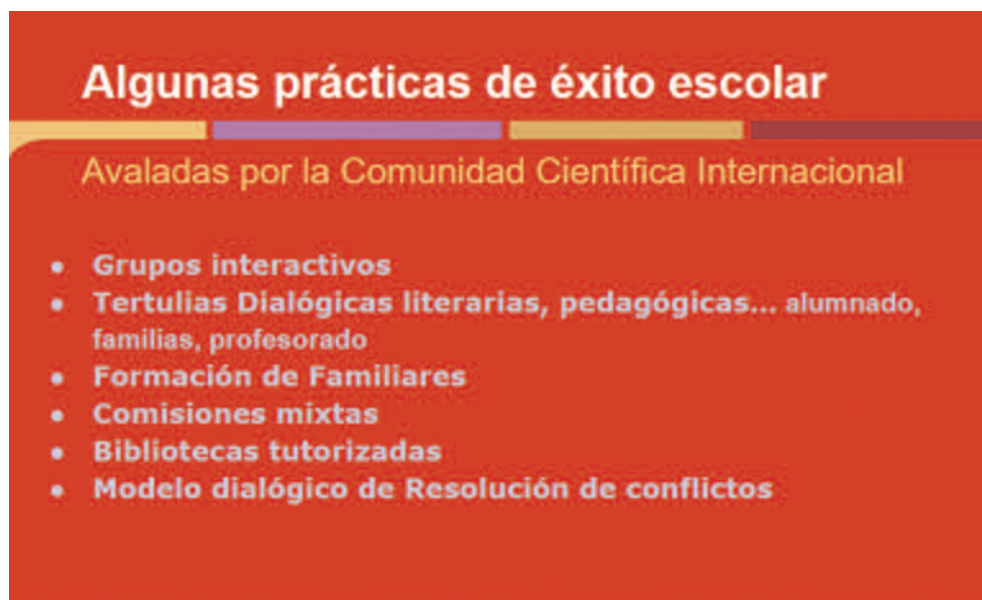 Algunas prácticas de éxito escolar
Avaladas por la Comunidad Científica Internacional
● Grupos interactivos
● Tertulias Dialógicas literarias, pedagógicas... alumnado,
familias, profesorado
● Formación de Familiares
● Comisiones mixtas
● Bibliotecas tutorizadas
● Modelo dialógico de Resolución de conflictos